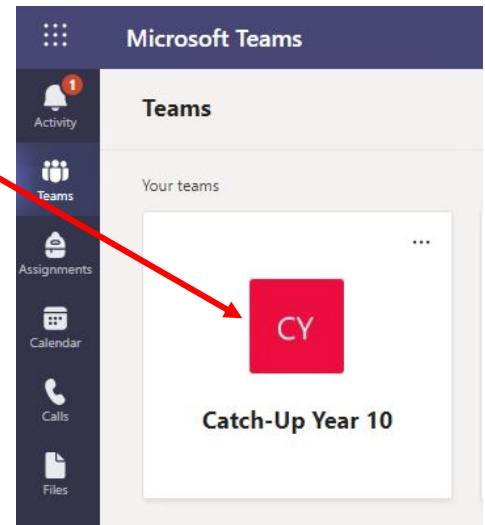 Microsoft Teams
1
Activity
Teams
Teams
Your teams
Assignments
...
Calendar
CY
Calls
Catch-Up Year 10
Files